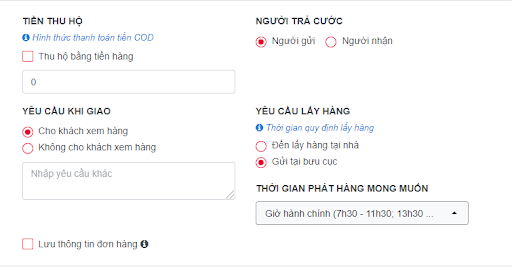 TIỀN THU HỘ
Hình thức thanh toán tiền COD
Thu hộ bằng tiền hàng
0
NGƯỜI TRẢ CƯỚC
Người gửi
Người nhận
YÊU CẦU KHI GIAO
Cho khách xem hàng
Không cho khách xem hàng
Nhập yêu cầu khác
YÊU CẦU LẤY HÀNG
Thời gian quy định lấy hàng
Đến lấy hàng tại nhà
Gửi tại bưu cục
THỜI GIAN PHÁT HÀNG MONG MUỐN
Giờ hành chính (7h30 - 11h30; 13h30 ...
Lưu thông tin đơn hàng